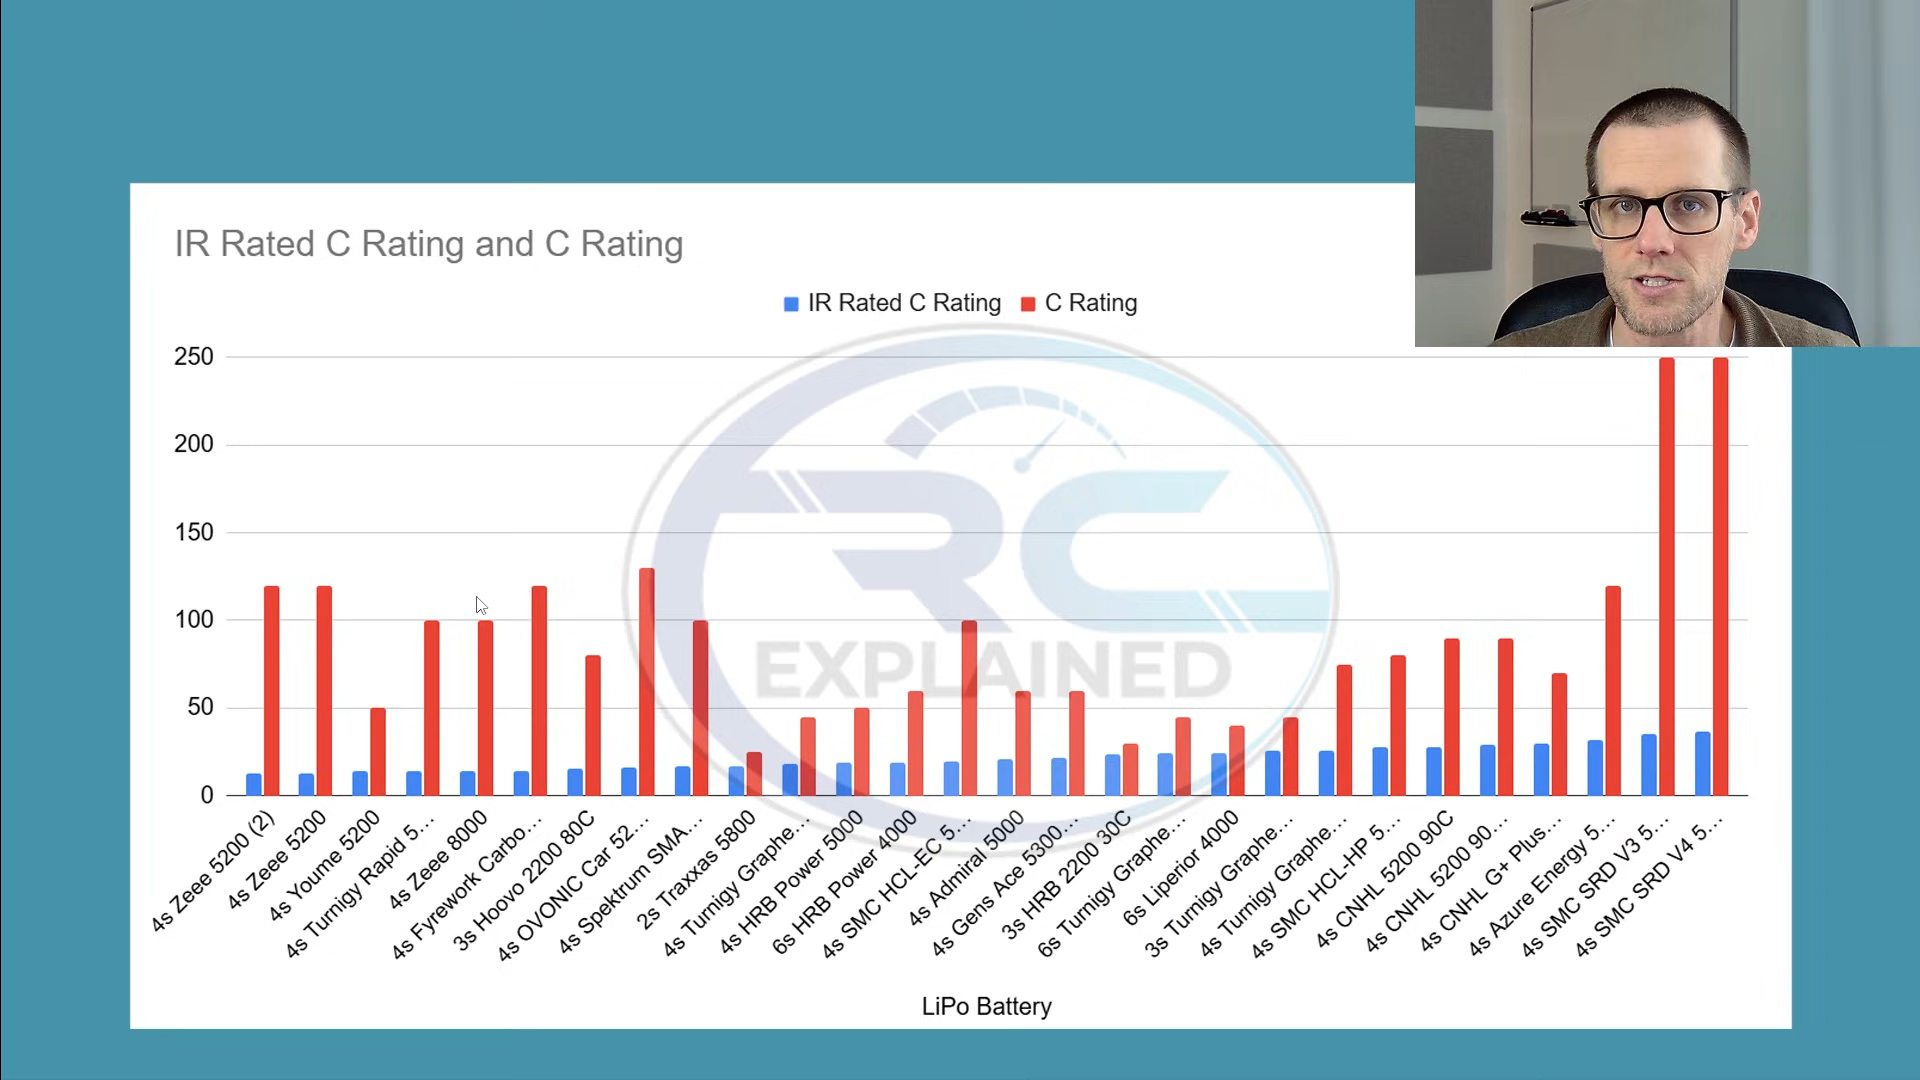 IR Rated C Rating and C Rating
IR Rated C Rating
C Rating
250
200
150
100
50
0
RC
EXPLAINED
4s Zeee 5200 (2)
4s Zeee 5200
4s Youme 5200
4s Turnigy Rapid 5…
4s Zeee 8000
4s Fyrework Carbo…
3s Hoovo 2200 80C
4s OVONIC Car 52…
4s Spektrum SMA…
2s Traxxas 5800
4s Turnigy Graphe…
4s HRB Power 5000
6s HRB Power 4000
4s SMC HCL-EC 5…
4s Admiral 5000
4s Gens Ace 5300…
3s HRB 2200 30C
6s Turnigy Graphe…
6s Liperior 4000
3s Turnigy Graphe…
4s Turnigy Graphe…
4s SMC HCL-HP 5…
4s CNHL 5200 90C
4s CNHL 5200 90…
4s CNHL G+ Plus…
4s Azure Energy 5…
4s SMC SRD V3 5…
4s SMC SRD V4 5…
LiPo Battery